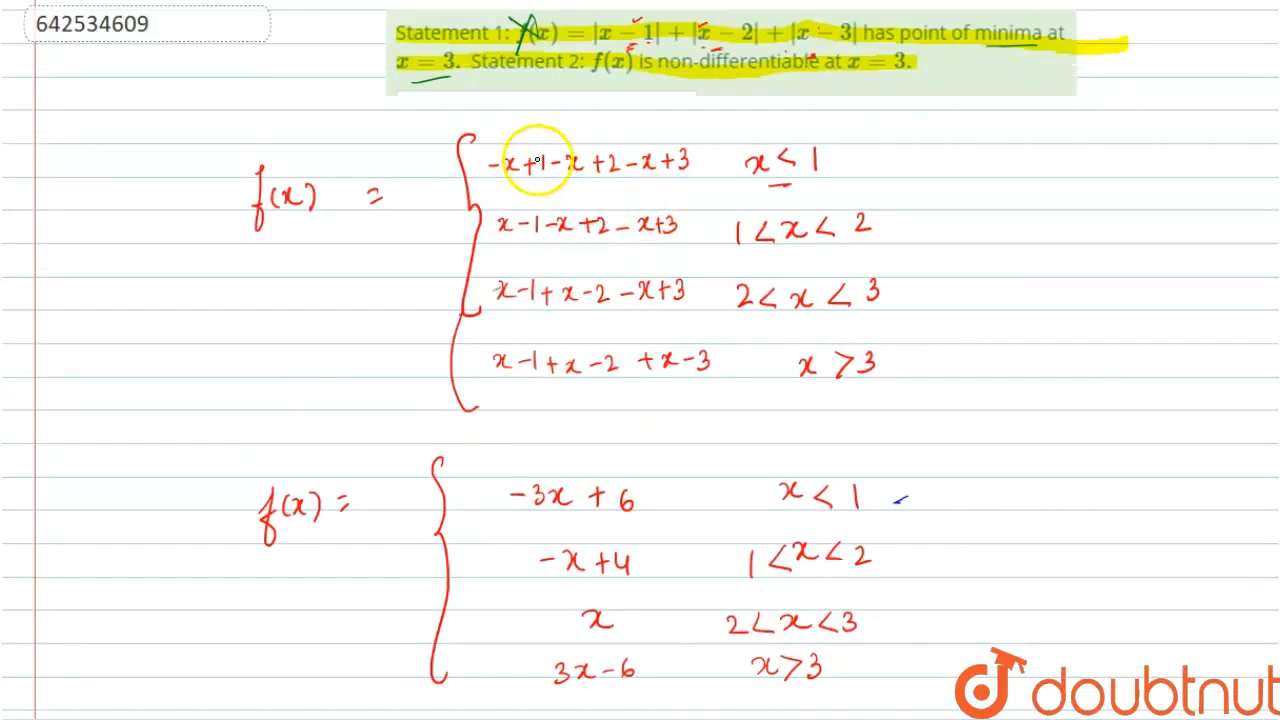 642534609
Statement 1: f(x) = |x − 1| + |x − 2| + |x − 3| has point of minima at
x = 3. Statement 2: f(x) is non-differentiable at x = 3.
f(x) =
-x+1-x+2-x+3 x < 1
x-1-x+2-x+3 1 < x < 2
x-1+x-2-x+3 2 < x < 3
x-1+x-2+x-3 x > 3
f(x) =
-3x + 6 x < 1
-x+4 1 < x < 2
x 2 < x < 3
3x-6 x > 3
doubtnut